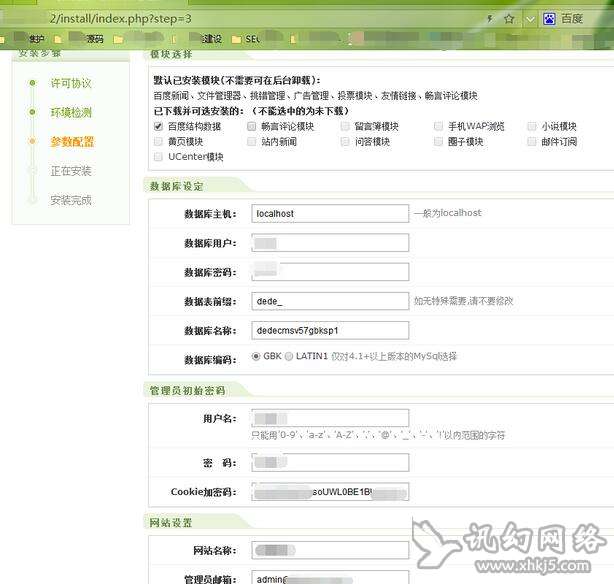 2/install/index.php?step=3
百度
源码
建设
安装步骤
许可协议
环境检测
参数配置
正在安装
安装完成
模块选择
默认已安装模块(不需要可在后台卸载):
百度新闻、文件管理器、挑错管理、广告管理、投票模块、友情链接、畅言评论模块
已下载并可选安装的: (不能选中的为未下载)
百度结构数据 畅言评论模块 留言簿模块 手机WAP浏览 小说模块
黄页模块 站内新闻 问答模块 圈子模块 邮件订阅
UCenter模块
数据库设定
数据库主机: localhost 一般为localhost
数据库用户:
数据库密码:
数据表前缀: dede_ 如无特殊需要,请不要修改
数据库名称: dedecmsv57gbksp1
数据库编码: GBK LATIN1 仅对4.1+以上版本的MySql选择
管理员初始密码
用户名:
只能用'0-9'、'a-z'、'A-Z'、'.'、'@'、'_'、'-'、'!'以内范围的字符
密 码:
Cookie加密码: soUWL0BE1B
网站设置
网站名称:
管理员邮箱: admin@
讯幻网络
www.xhkj5.com